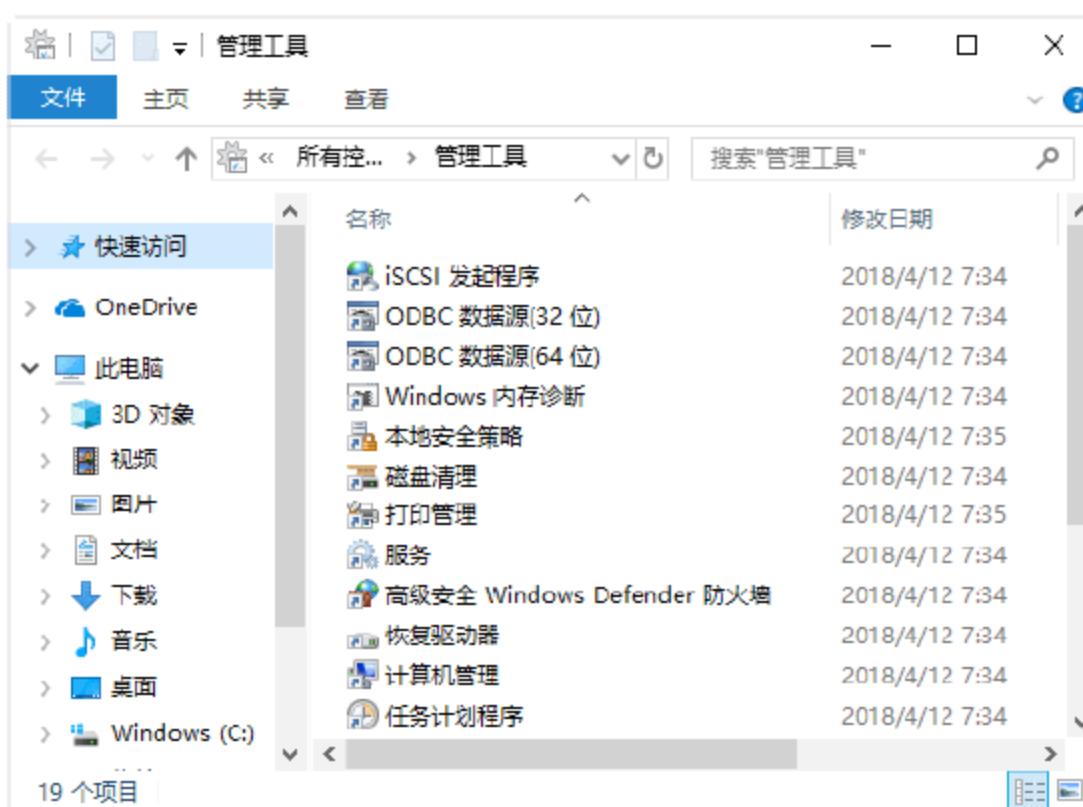 管理工具
文件 主页 共享 查看
« 所有控... › 管理工具 搜索"管理工具"
名称 修改日期
快速访问
OneDrive
此电脑
3D 对象
视频
图片
文档
下载
音乐
桌面
Windows (C:)
iSCSI 发起程序 2018/4/12 7:34
ODBC 数据源(32 位) 2018/4/12 7:34
ODBC 数据源(64 位) 2018/4/12 7:34
Windows 内存诊断 2018/4/12 7:34
本地安全策略 2018/4/12 7:35
磁盘清理 2018/4/12 7:34
打印管理 2018/4/12 7:35
服务 2018/4/12 7:34
高级安全 Windows Defender 防火墙 2018/4/12 7:34
恢复驱动器 2018/4/12 7:34
计算机管理 2018/4/12 7:34
任务计划程序 2018/4/12 7:34
19 个项目